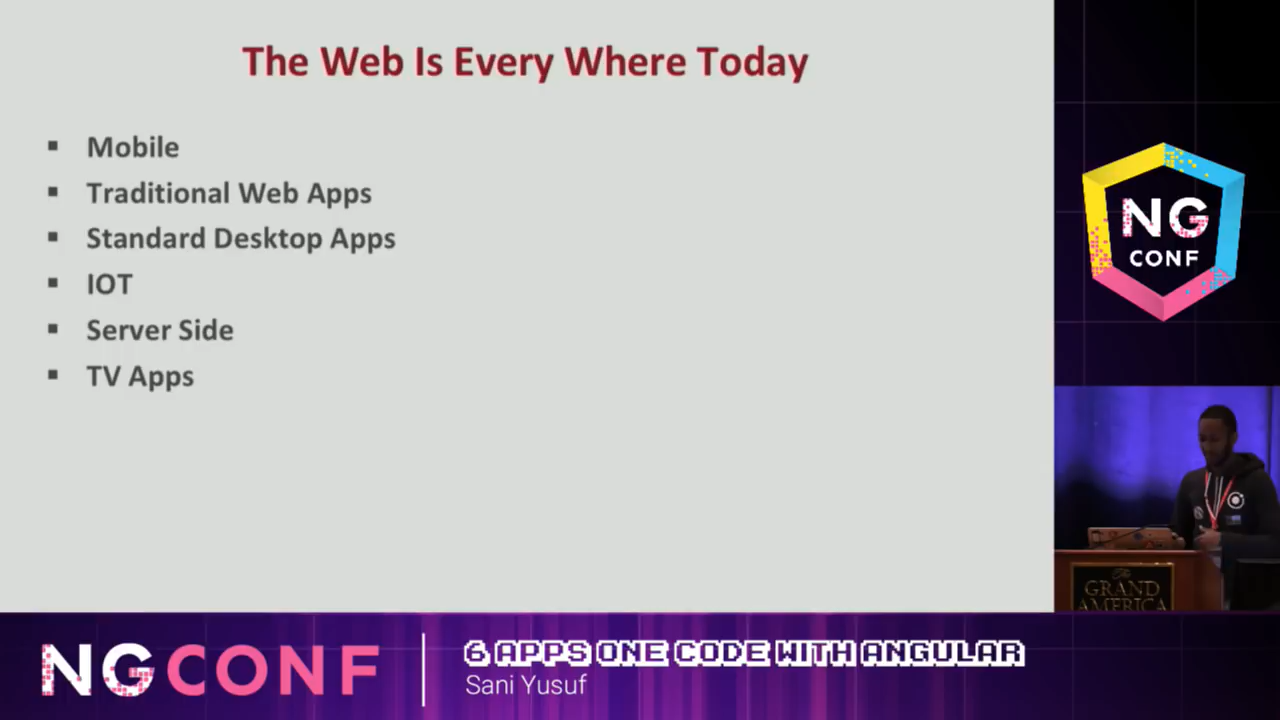 The Web Is Every Where Today
▪ Mobile
▪ Traditional Web Apps
▪ Standard Desktop Apps
▪ IOT
▪ Server Side
▪ TV Apps
NG
CONF
The
GRAND
AMERICA
NGCONF
6 APPS ONE CODE WITH ANGULAR
Sani Yusuf